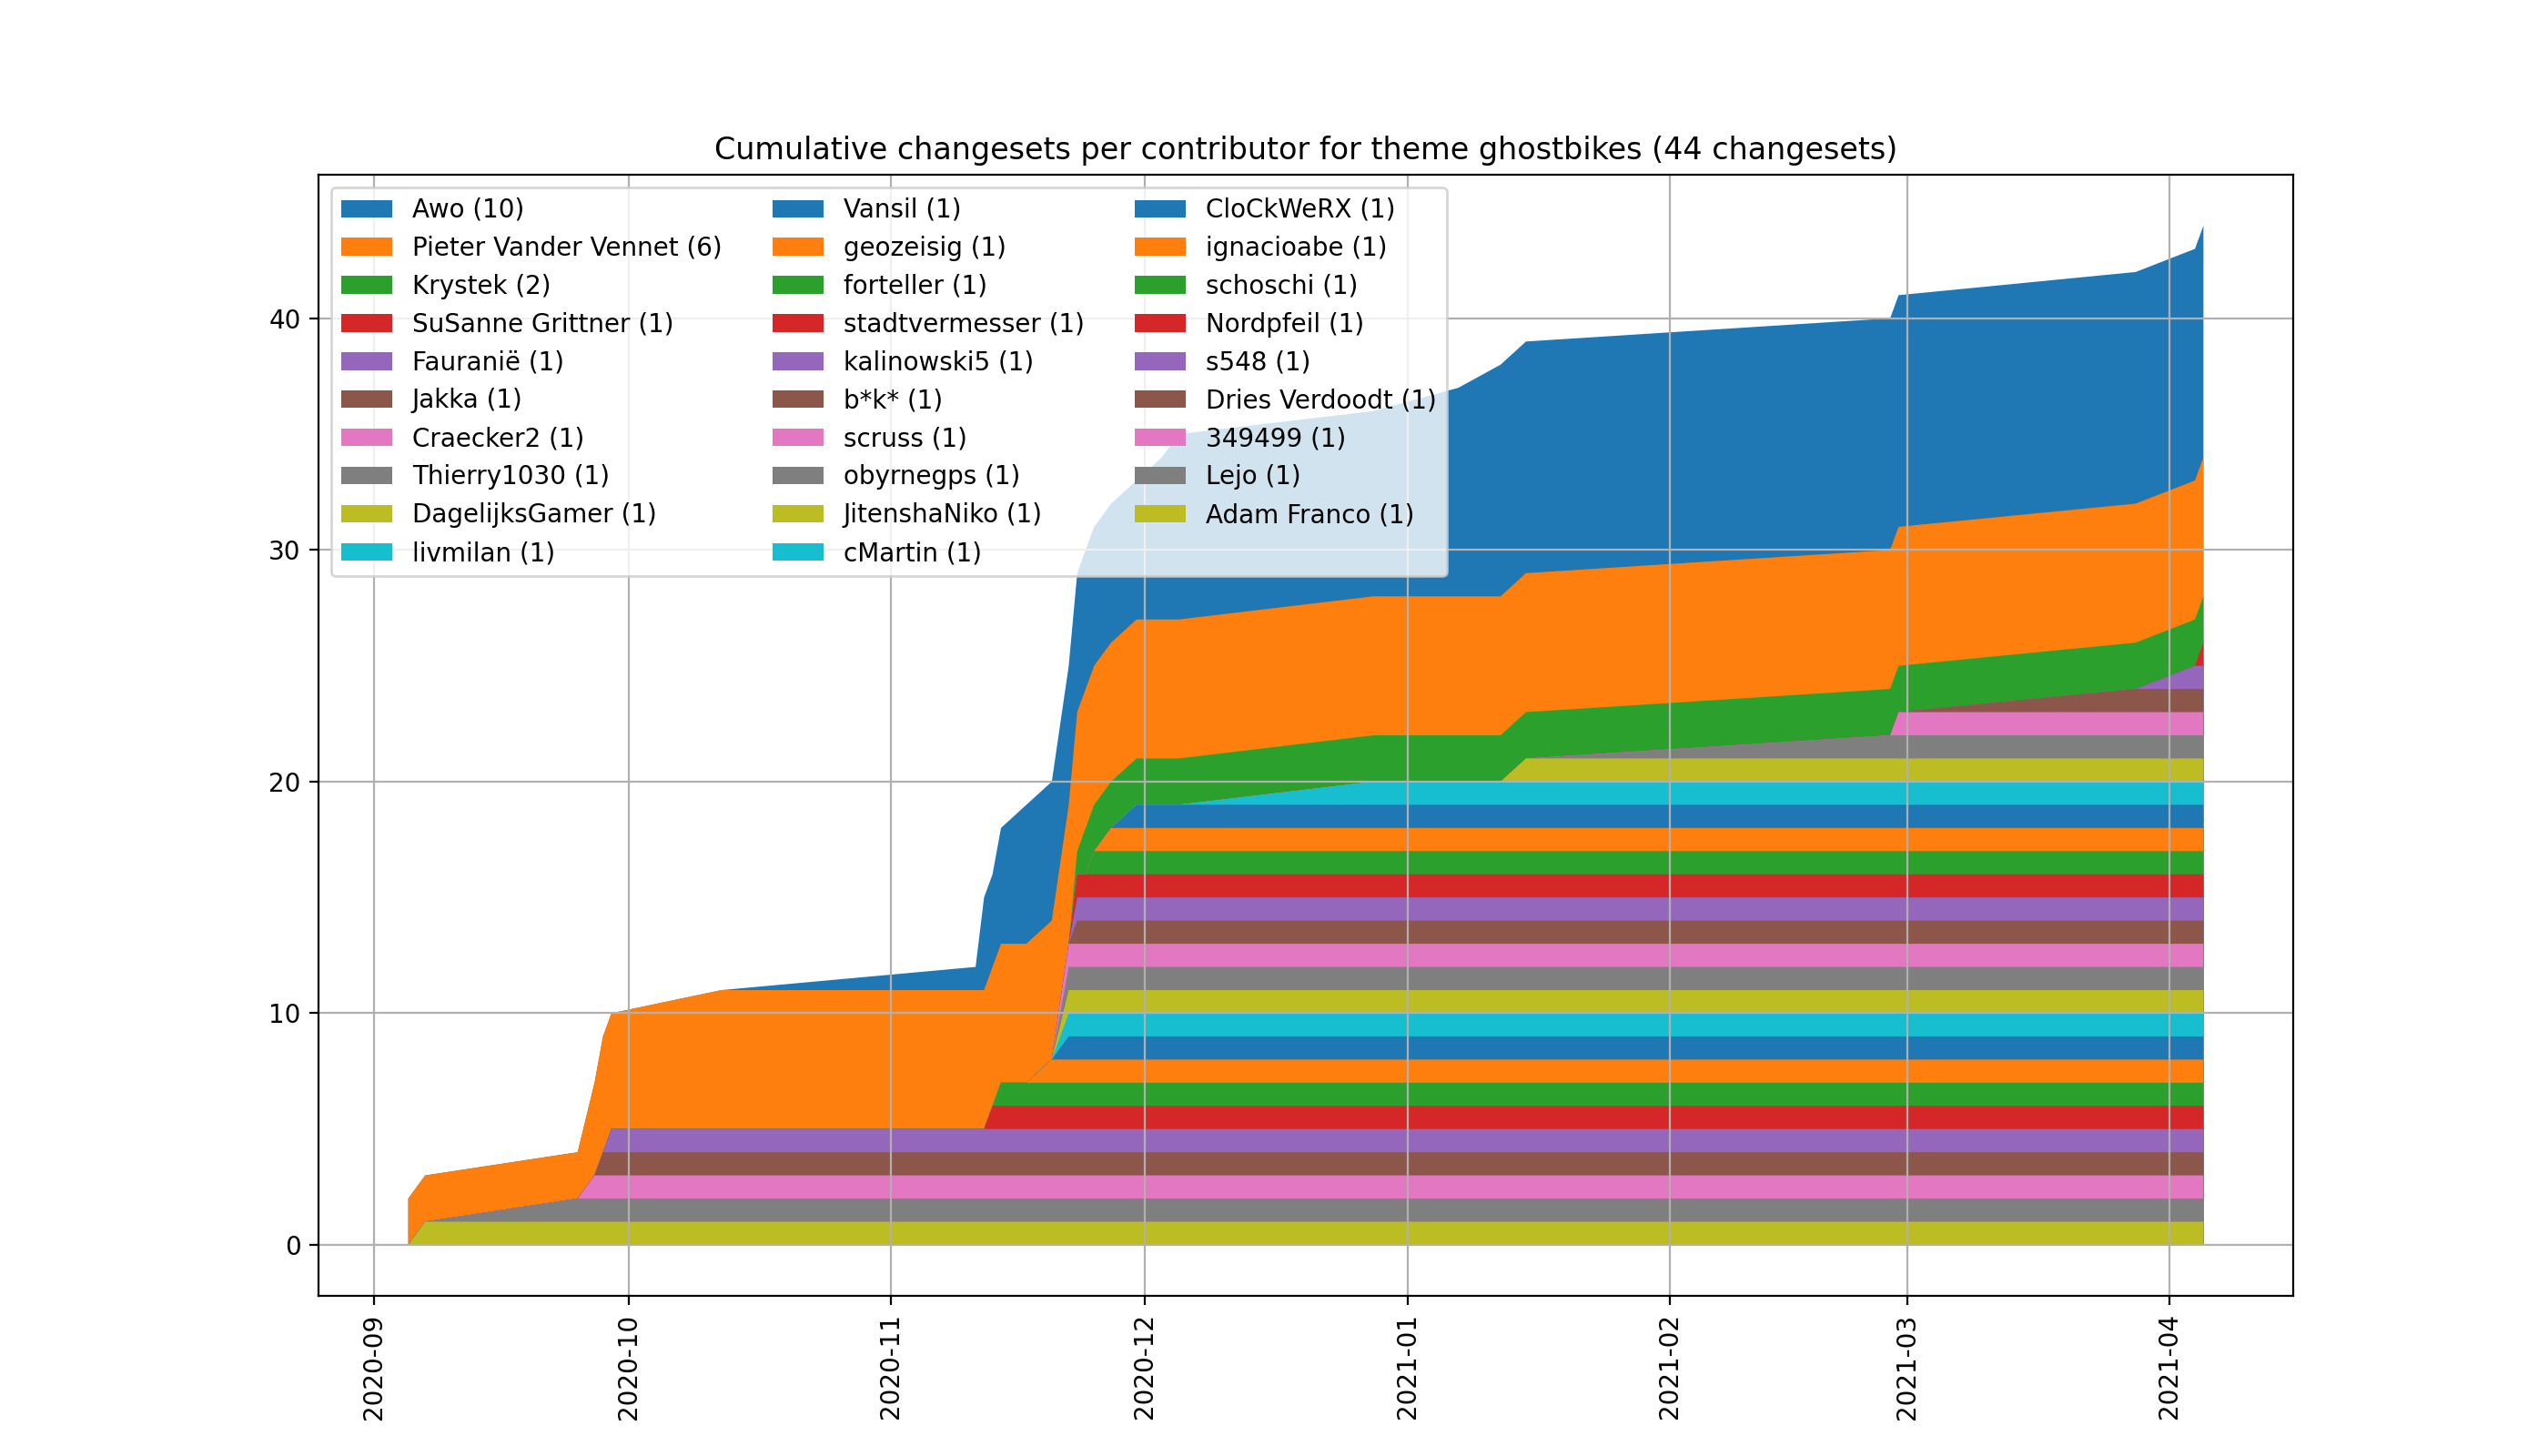 Cumulative changesets per contributor for theme ghostbikes (44 changesets)
Awo (10)
Pieter Vander Vennet (6)
Krystek (2)
SuSanne Grittner (1)
Fauranië (1)
Jakka (1)
Craecker2 (1)
Thierry1030 (1)
DagelijksGamer (1)
livmilan (1)
Vansil (1)
geozeisig (1)
forteller (1)
stadtvermesser (1)
kalinowski5 (1)
b*k* (1)
scruss (1)
obyrnegps (1)
JitenshaNiko (1)
cMartin (1)
CloCkWeRX (1)
ignacioabe (1)
schoschi (1)
Nordpfeil (1)
s548 (1)
Dries Verdoodt (1)
349499 (1)
Lejo (1)
Adam Franco (1)
40
30
20
10
0
2020-09
2020-10
2020-11
2020-12
2021-01
2021-02
2021-03
2021-04